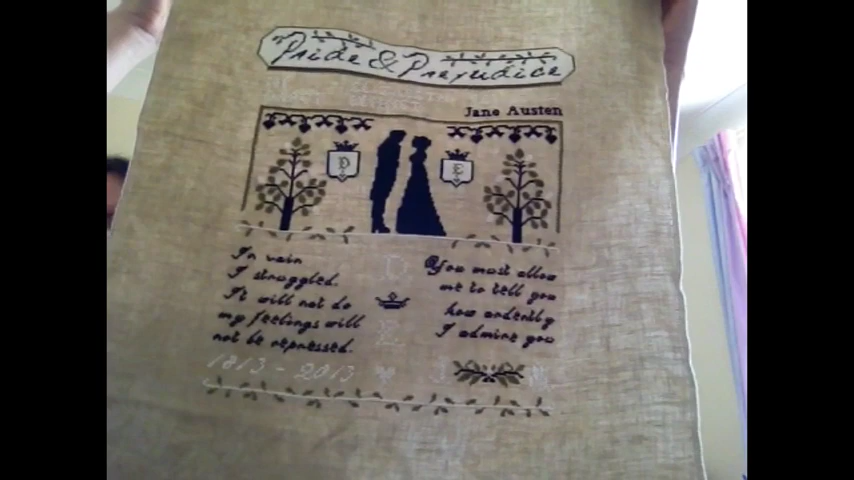 Pride & Prejudice
Jane Austen
D
E
In vain
I struggled.
It will not do
my feelings will
not be repressed.
D
E
You must allow
me to tell you
how ardently
I admire you
1813 - 2013